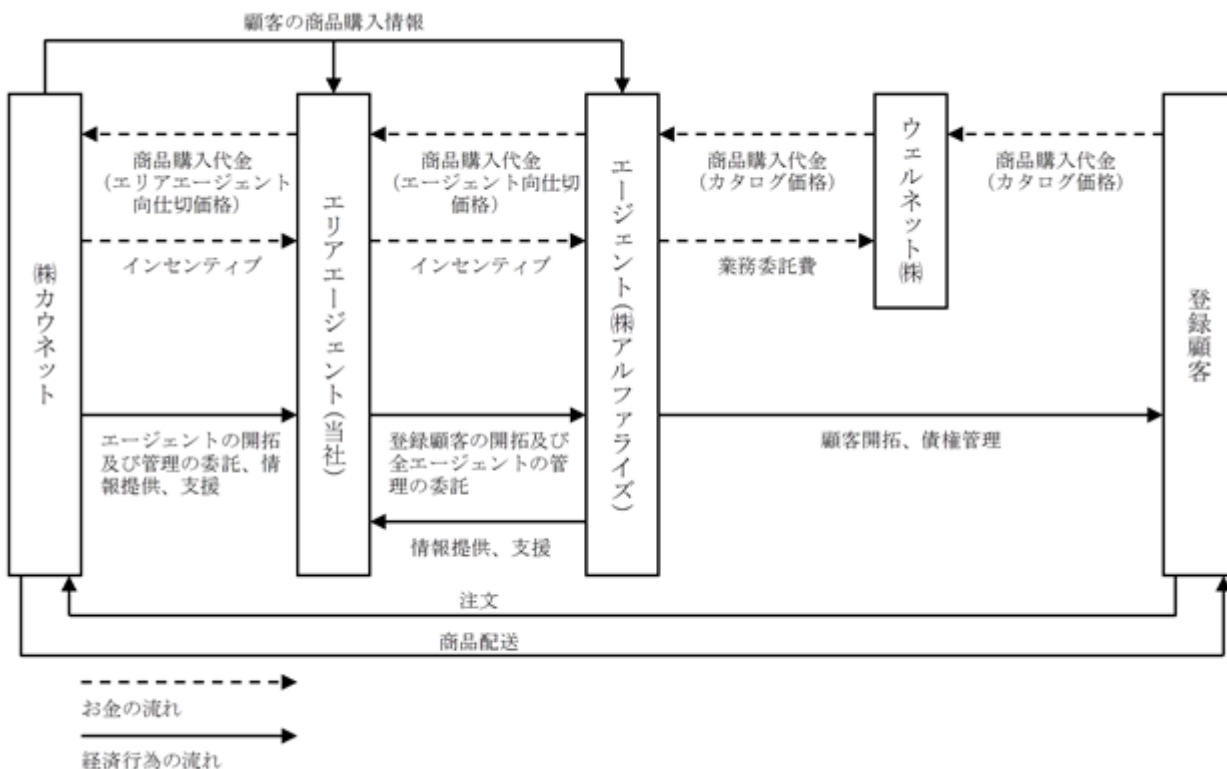 顧客の商品購入情報
㈱カウネット
商品購入代金
(エリアエージェント
向仕切価格)
インセンティブ
エージェントの開拓
及び管理の委託、情
報提供、支援
エリアエージェント(当社)
商品購入代金
(エージェント向仕切
価格)
インセンティブ
登録顧客の開拓及び
全エージェントの管
理の委託
情報提供、支援
エージェント(㈱アルファライズ)
商品購入代金
(カタログ価格)
業務委託費
ウェルネット㈱
商品購入代金
(カタログ価格)
顧客開拓、債権管理
登録顧客
注文
商品配送
お金の流れ
経済行為の流れ